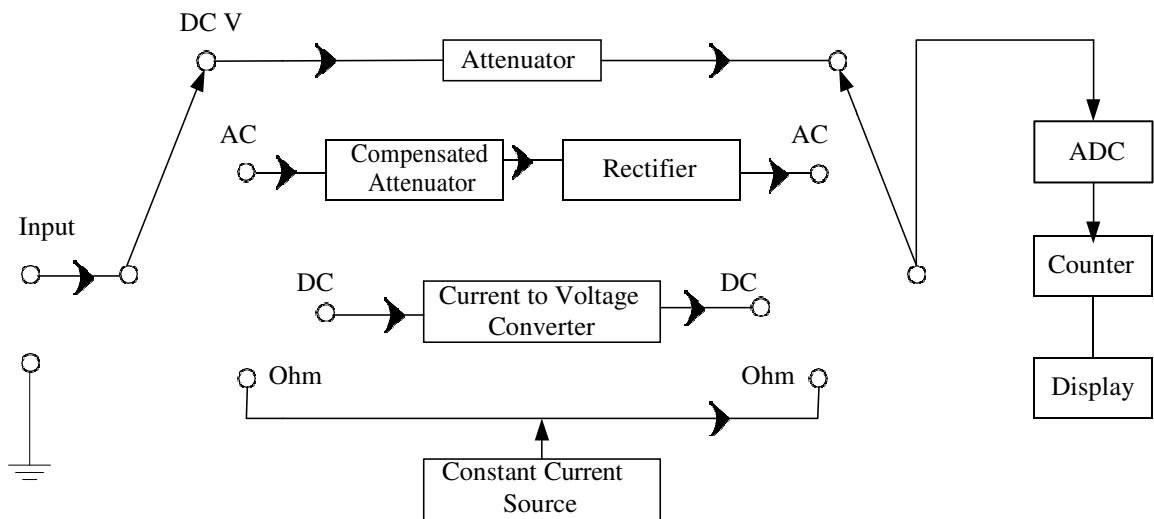 DC V
Attenuator
AC
Compensated
Attenuator
Rectifier
AC
ADC
Input
DC
Current to Voltage
Converter
DC
Counter
Ohm
Ohm
Display
Constant Current
Source